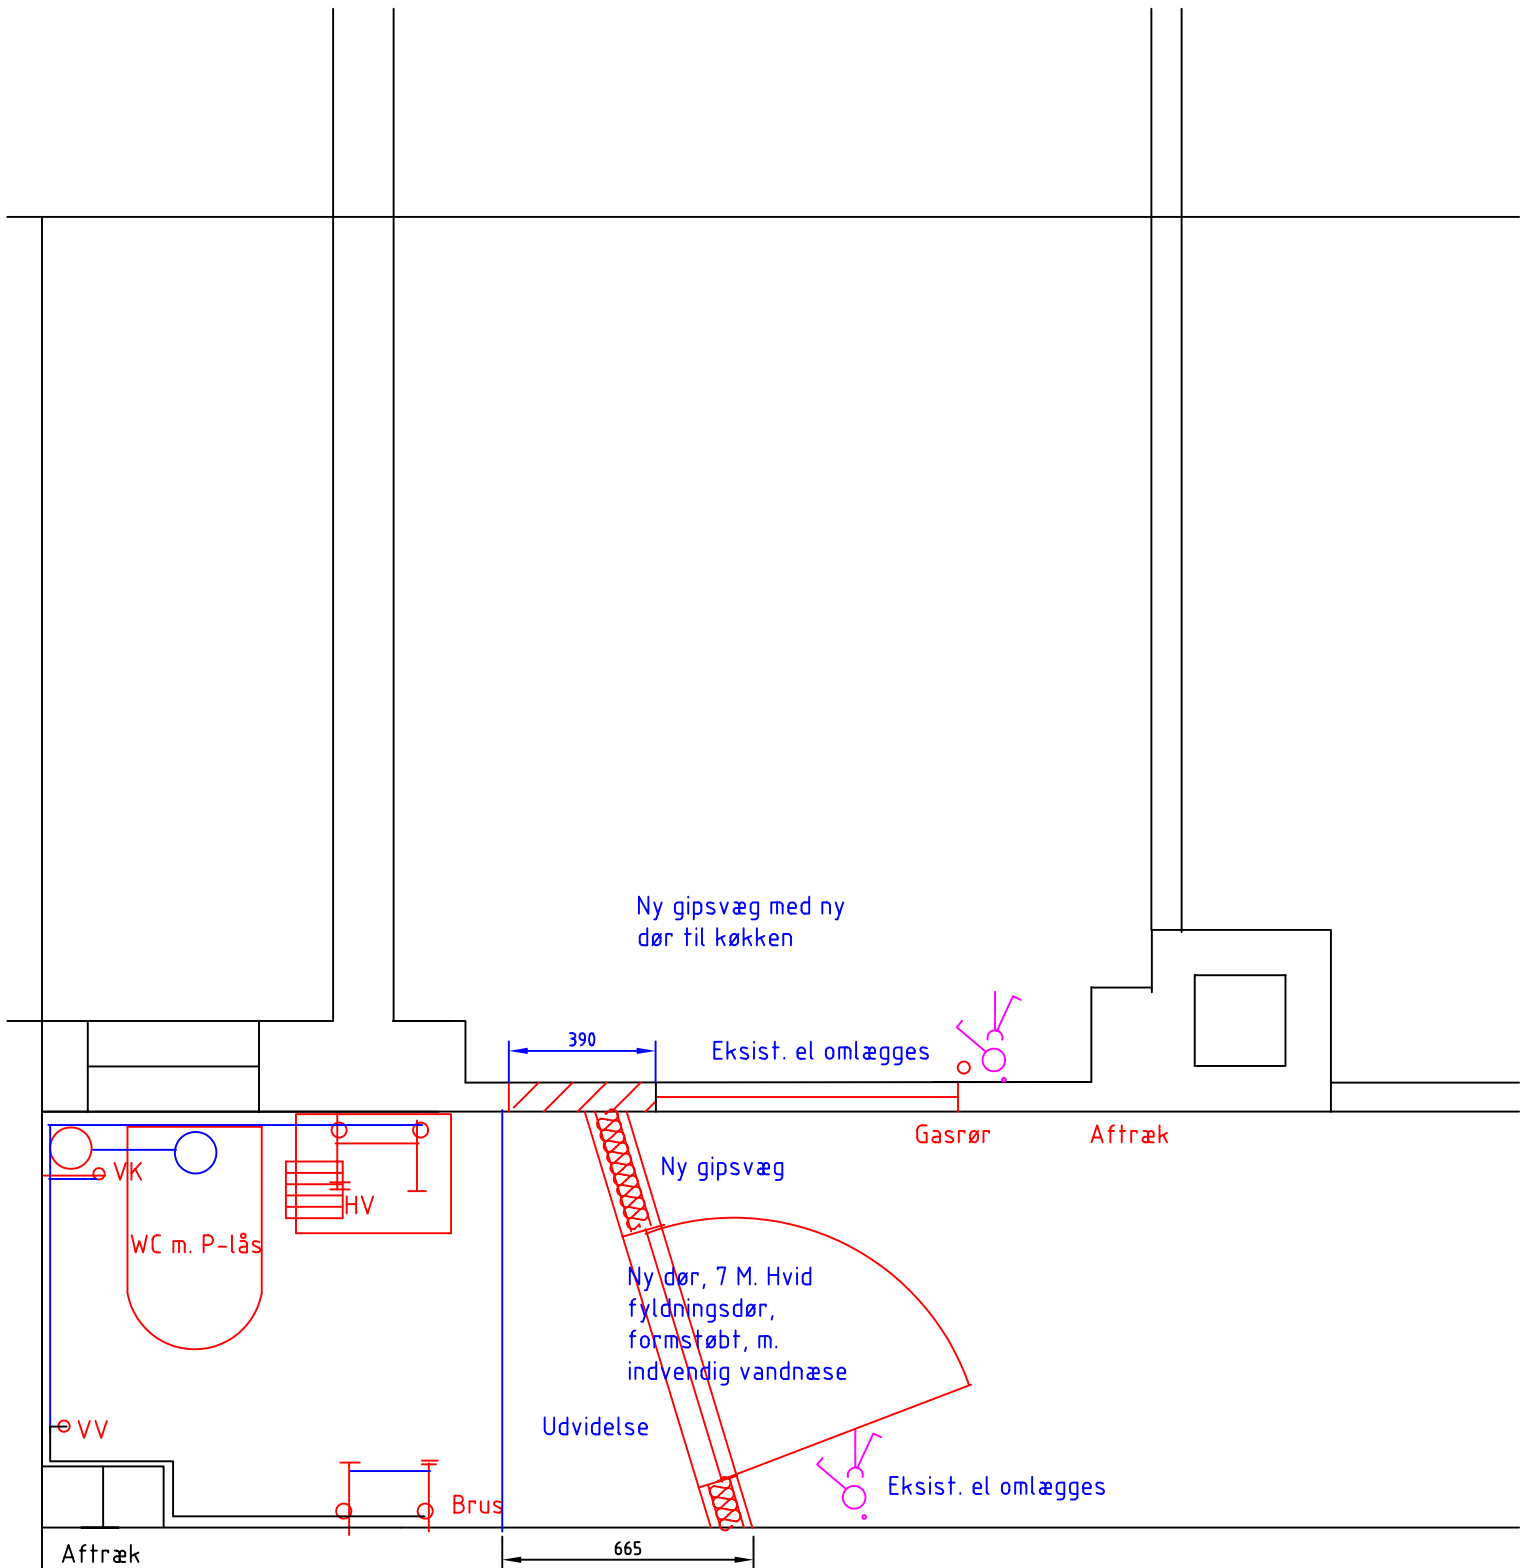 Ny gipsvæg med ny
dør til køkken
390
Eksist. el omlægges
Gasrør
Aftræk
VK
Ny gipsvæg
HV
WC m. P-lås
Ny dør, 7 M. Hvid
fyldningsdør,
formstøbt, m.
indvendig vandnæse
Udvidelse
VV
Eksist. el omlægges
Brus
Aftræk
665